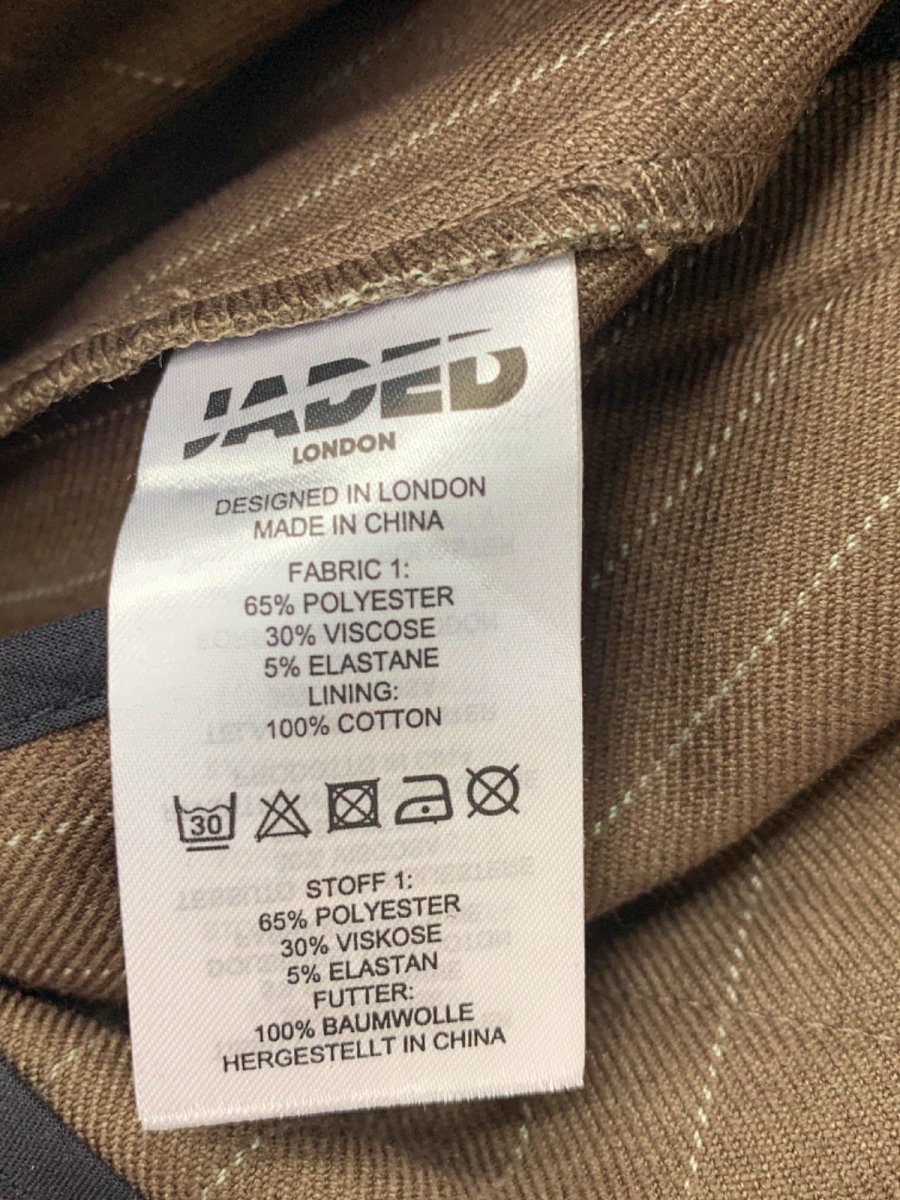 JADED
LONDON
DESIGNED IN LONDON
MADE IN CHINA
FABRIC 1:
65% POLYESTER
30% VISCOSE
5% ELASTANE
LINING:
100% COTTON
30
STOFF 1:
65% POLYESTER
30% VISKOSE
5% ELASTAN
FUTTER:
100% BAUMWOLLE
HERGESTELLT IN CHINA